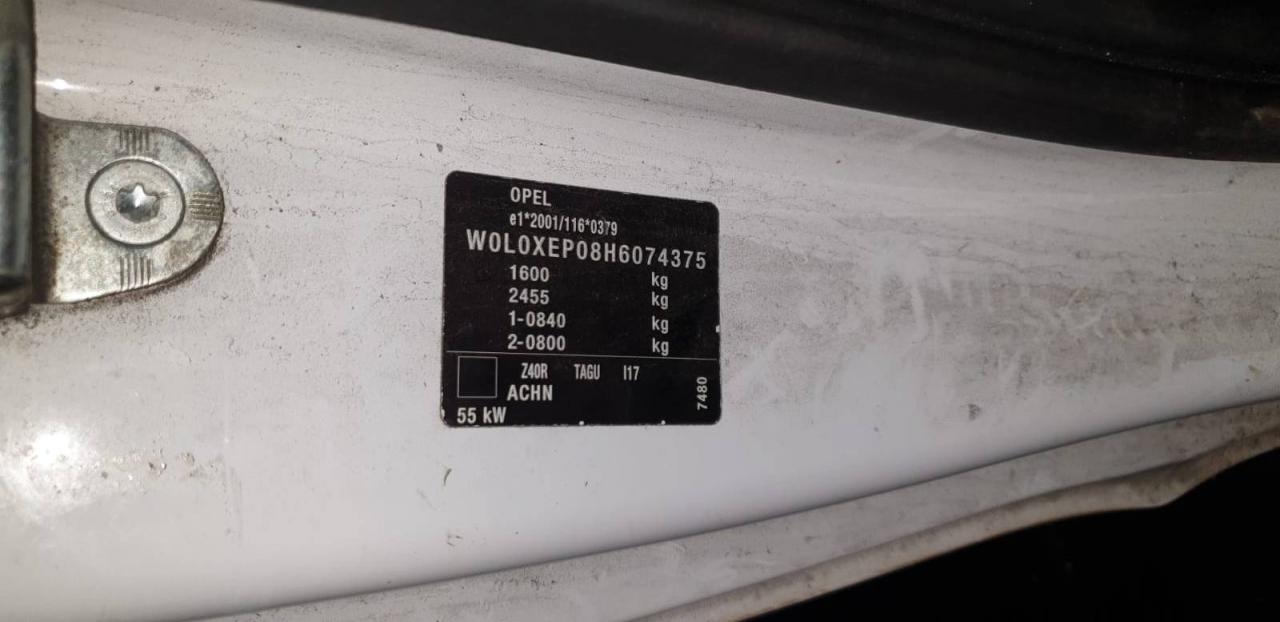 OPEL
e1*2001/116*0379
W0L0XEP08H6074375
1600 kg
2455 kg
1-0840 kg
2-0800 kg
Z40R TAGU I17
ACHN
7480
55 kW